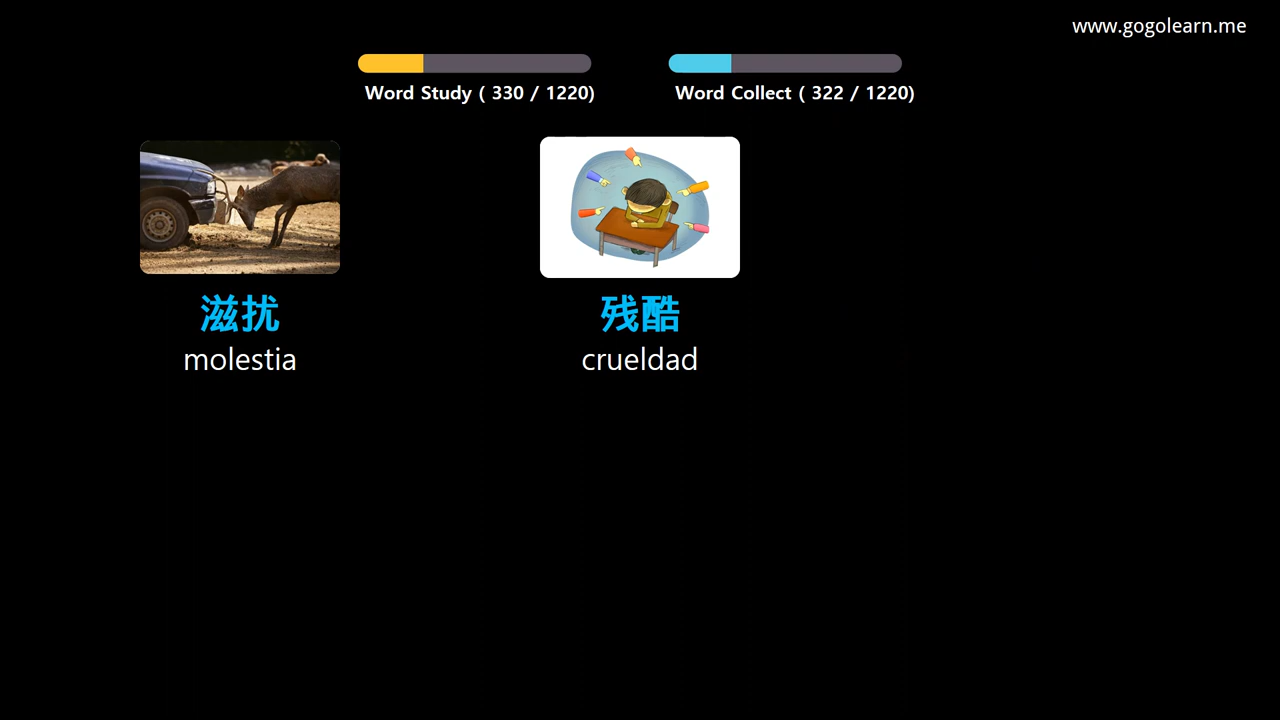 www.gogolearn.me
Word Study ( 330 / 1220)
Word Collect ( 322 / 1220)
滋扰
molestia
残酷
crueldad